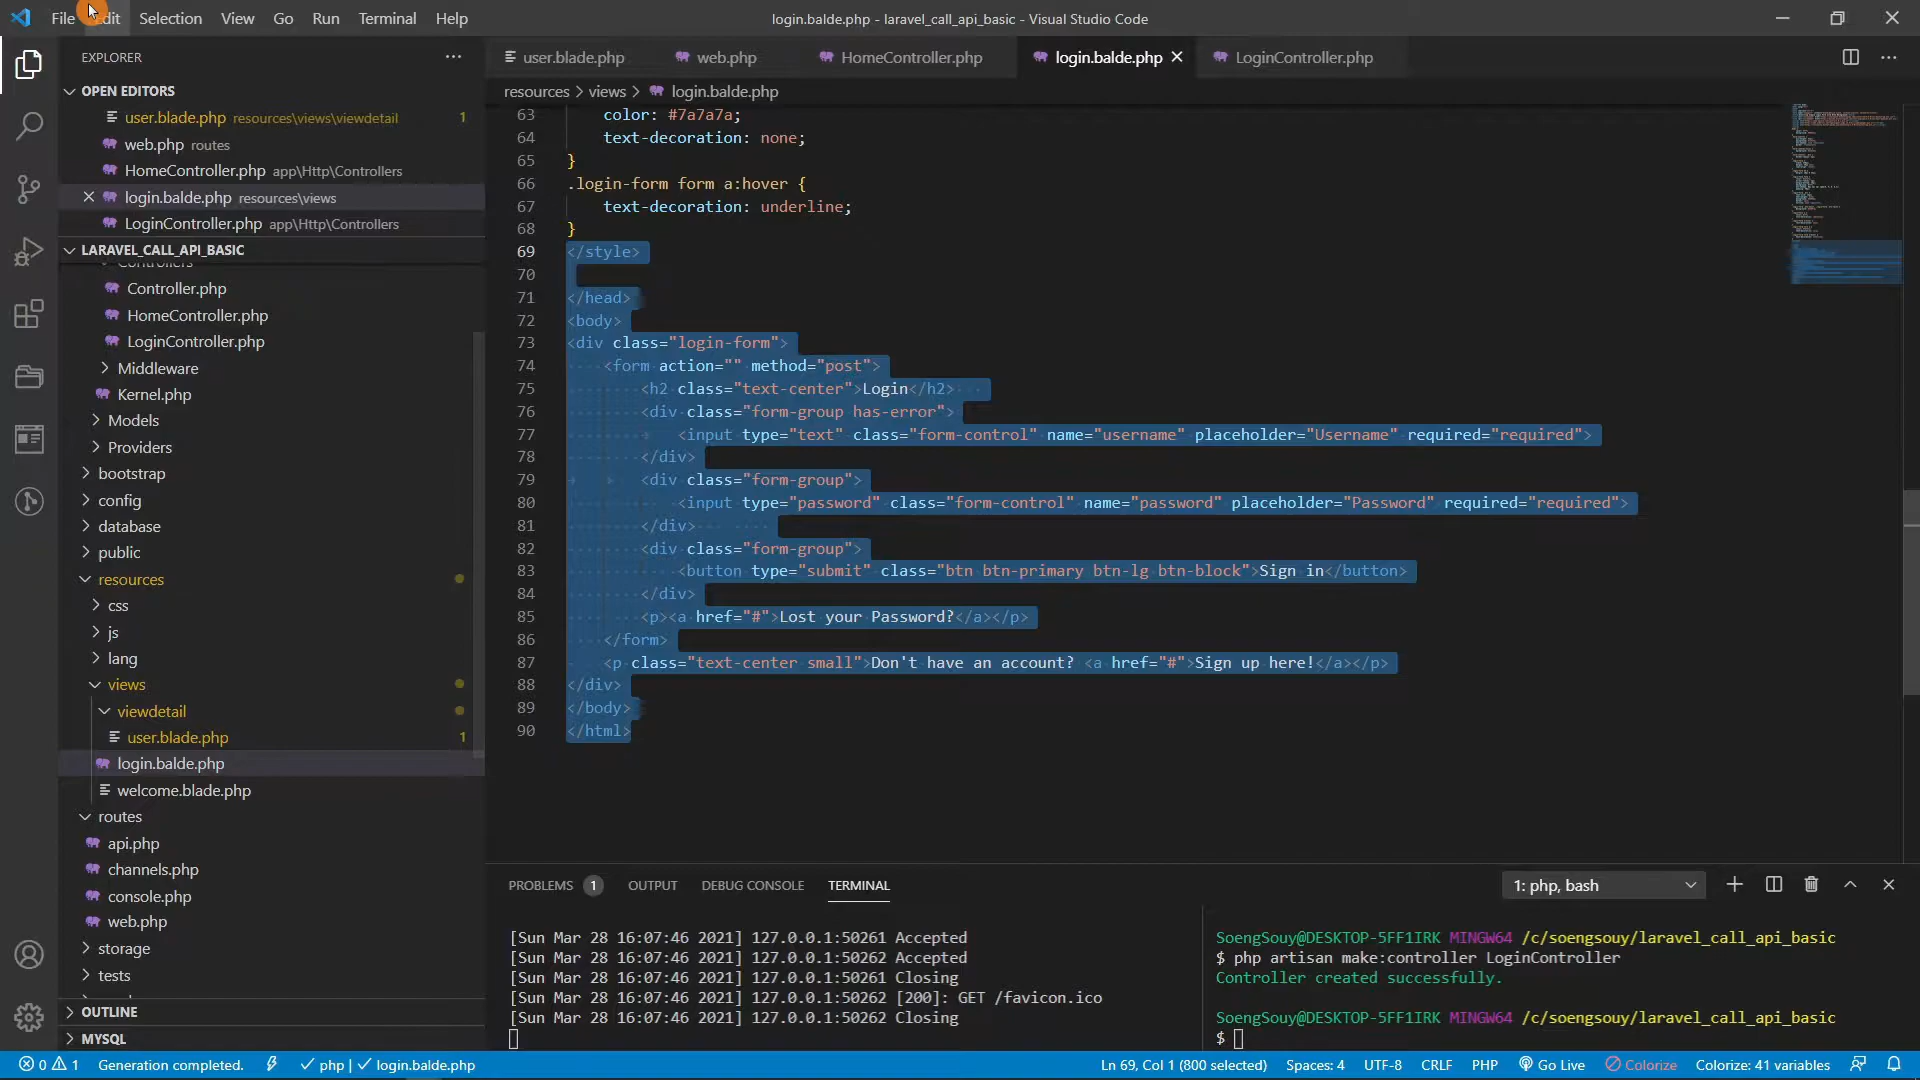 File Edit Selection View Go Run Terminal Help
login.balde.php - laravel_call_api_basic - Visual Studio Code
EXPLORER
OPEN EDITORS
user.blade.php resources\views\viewdetail 1
web.php routes
HomeController.php app\Http\Controllers
login.balde.php resources\views
LoginController.php app\Http\Controllers
LARAVEL_CALL_API_BASIC
Controllers
Controller.php
HomeController.php
LoginController.php
Middleware
Kernel.php
Models
Providers
bootstrap
config
database
public
resources
css
js
lang
views
viewdetail
user.blade.php 1
login.balde.php
welcome.blade.php
routes
api.php
channels.php
console.php
web.php
storage
tests
OUTLINE
MYSQL
user.blade.php web.php HomeController.php login.balde.php LoginController.php
resources > views > login.balde.php
63 color: #7a7a7a;
64 text-decoration: none;
65 }
66 .login-form form a:hover {
67 text-decoration: underline;
68 }
69 </style>
70
71 </head>
72 <body>
73 <div class="login-form">
74 <form action="" method="post">
75 <h2 class="text-center">Login</h2>
76 <div class="form-group has-error">
77 <input type="text" class="form-control" name="username" placeholder="Username" required="required">
78 </div>
79 <div class="form-group">
80 <input type="password" class="form-control" name="password" placeholder="Password" required="required">
81 </div>
82 <div class="form-group">
83 <button type="submit" class="btn btn-primary btn-lg btn-block">Sign in</button>
84 </div>
85 <p><a href="#">Lost your Password?</a></p>
86 </form>
87 <p class="text-center small">Don't have an account? <a href="#">Sign up here!</a></p>
88 </div>
89 </body>
90 </html>
PROBLEMS 1 OUTPUT DEBUG CONSOLE TERMINAL
1: php, bash
[Sun Mar 28 16:07:46 2021] 127.0.0.1:50261 Accepted
[Sun Mar 28 16:07:46 2021] 127.0.0.1:50262 Accepted
[Sun Mar 28 16:07:46 2021] 127.0.0.1:50261 Closing
[Sun Mar 28 16:07:46 2021] 127.0.0.1:50262 [200]: GET /favicon.ico
[Sun Mar 28 16:07:46 2021] 127.0.0.1:50262 Closing
SoengSouy@DESKTOP-5FF1IRK MINGW64 /c/soengsouy/laravel_call_api_basic
$ php artisan make:controller LoginController
Controller created successfully.
SoengSouy@DESKTOP-5FF1IRK MINGW64 /c/soengsouy/laravel_call_api_basic
$
0 1 Generation completed. php | login.balde.php
Ln 69, Col 1 (800 selected) Spaces: 4 UTF-8 CRLF PHP Go Live Colorize Colorize: 41 variables